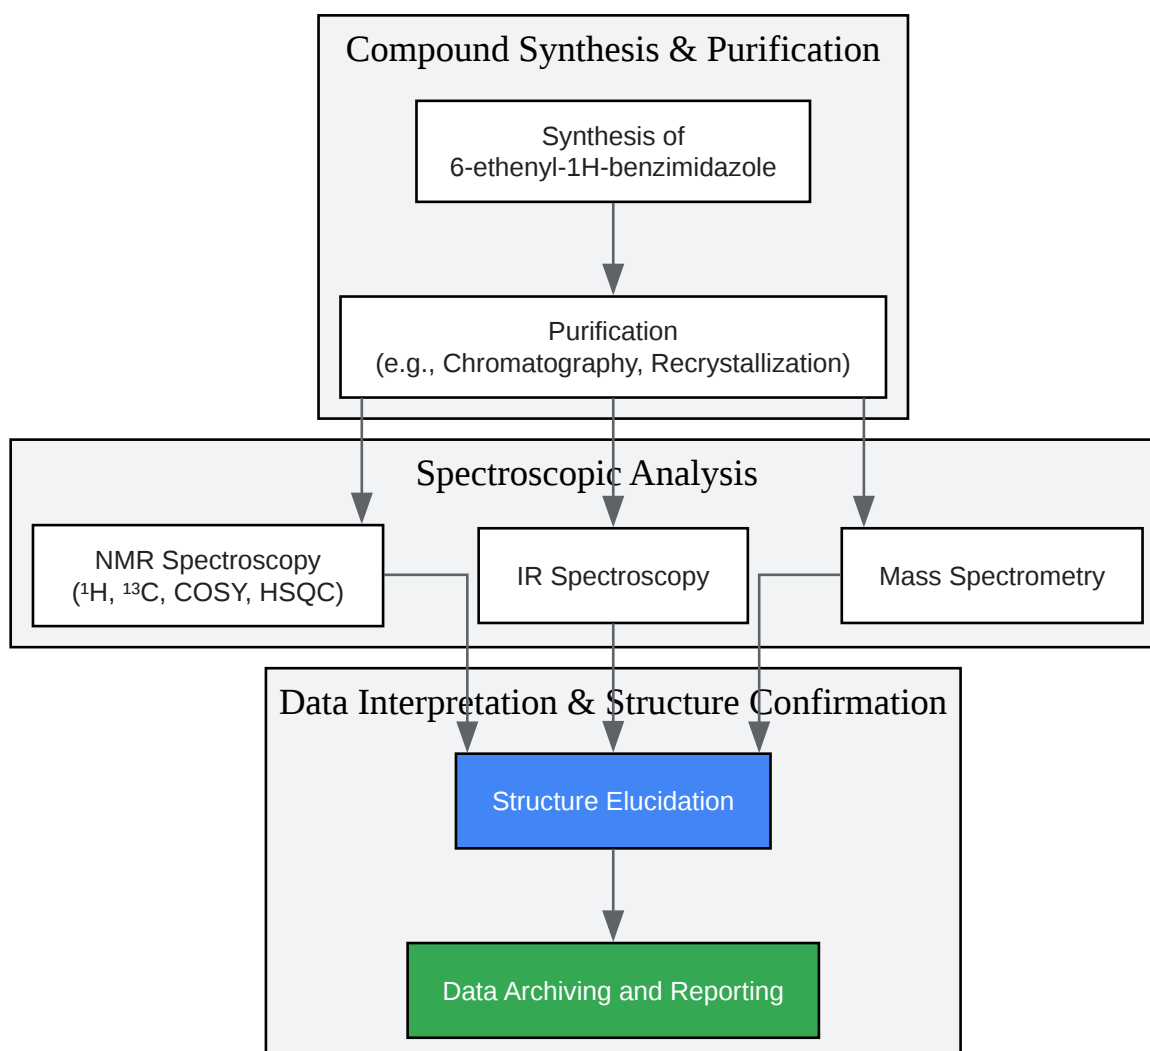 Compound Synthesis & Purification
Synthesis of
6-ethenyl-1H-benzimidazole
Purification
(e.g., Chromatography, Recrystallization)
Spectroscopic Analysis
NMR Spectroscopy
(¹H, ¹³C, COSY, HSQC)
IR Spectroscopy
Mass Spectrometry
Data Interpretation & Structure Confirmation
Structure Elucidation
Data Archiving and Reporting